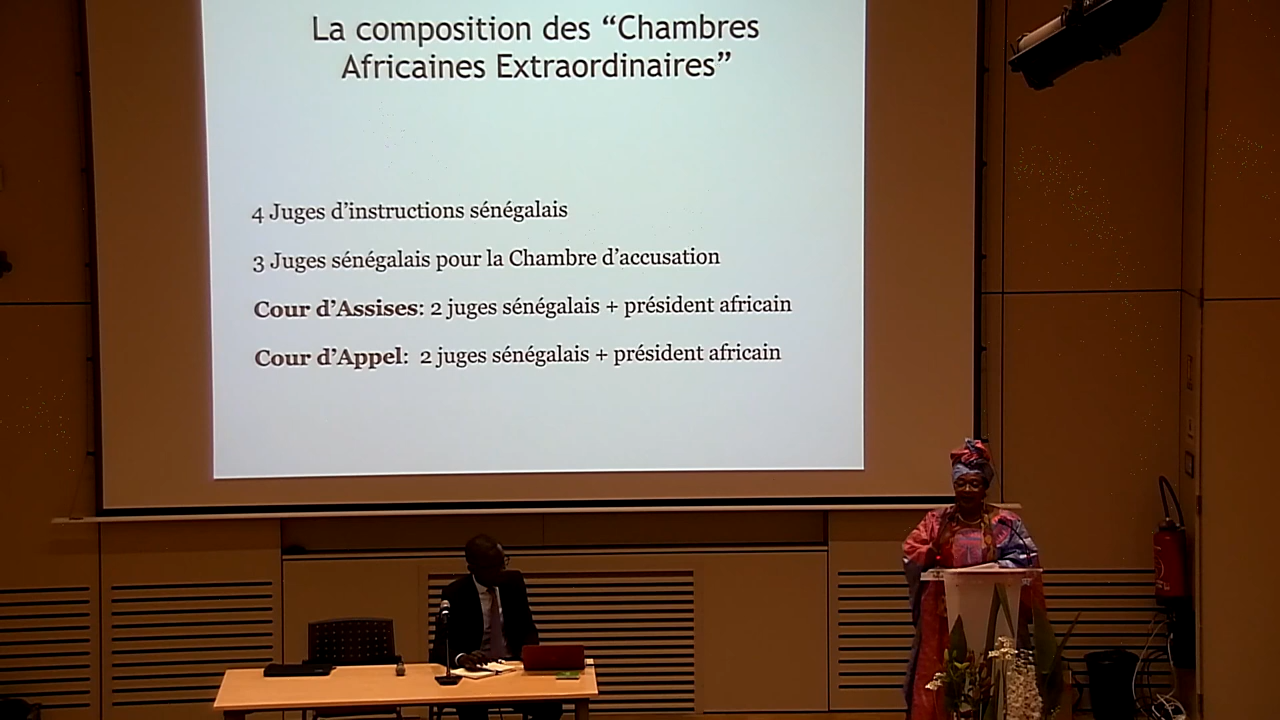 La composition des “Chambres
Africaines Extraordinaires”
4 Juges d’instructions sénégalais
3 Juges sénégalais pour la Chambre d’accusation
Cour d’Assises: 2 juges sénégalais + président africain
Cour d’Appel: 2 juges sénégalais + président africain